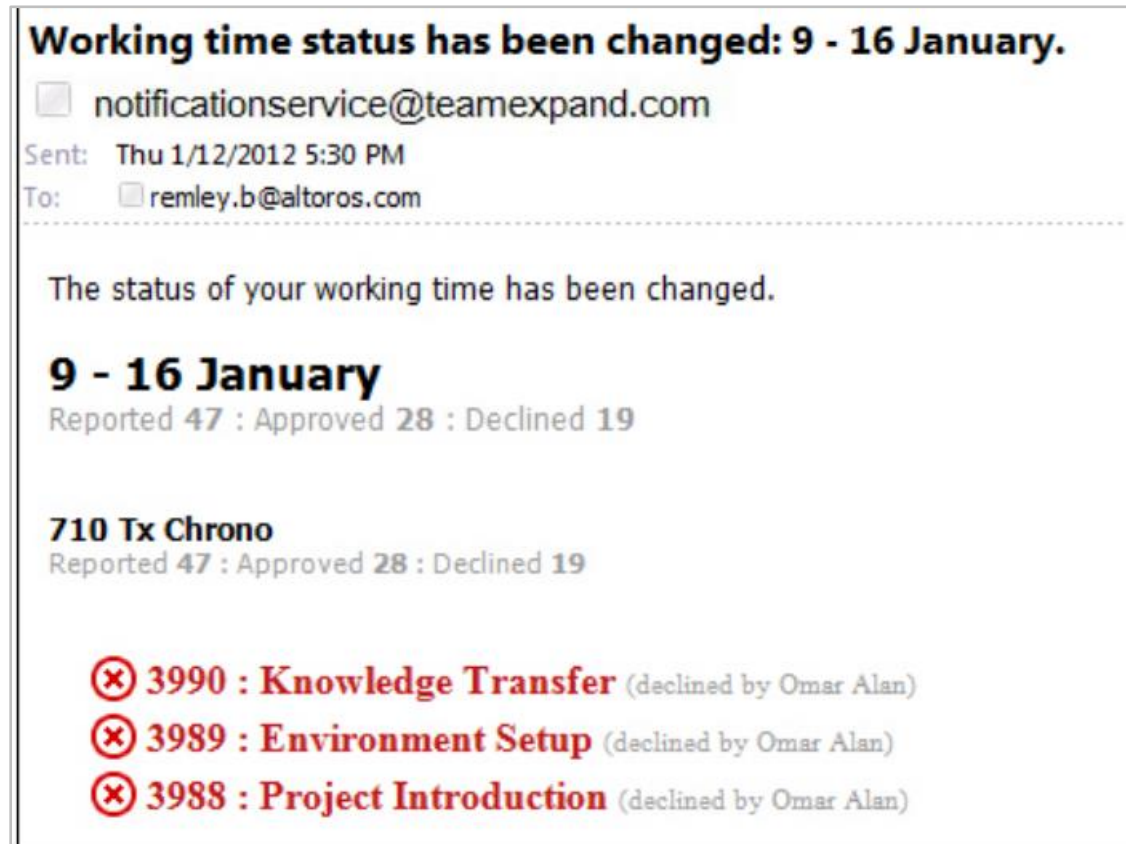 Working time status has been changed: 9 - 16 January.
notificationservice@teamexpand.com
Sent: Thu 1/12/2012 5:30 PM
To: remley.b@altoros.com
The status of your working time has been changed.
9 - 16 January
Reported 47 : Approved 28 : Declined 19
710 Tx Chrono
Reported 47 : Approved 28 : Declined 19
3990 : Knowledge Transfer (declined by Omar Alan)
3989 : Environment Setup (declined by Omar Alan)
3988 : Project Introduction (declined by Omar Alan)